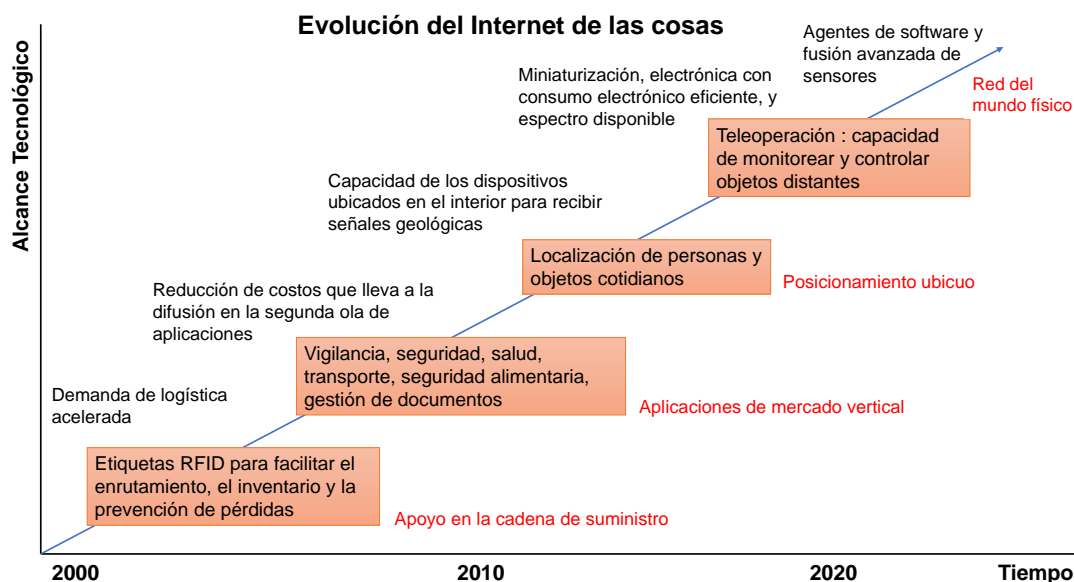 Evolución del Internet de las cosas
Alcance Tecnológico
Agentes de software y
fusión avanzada de
sensores
Red del
mundo físico
Miniaturización, electrónica con
consumo electrónico eficiente, y
espectro disponible
Teleoperación : capacidad
de monitorear y controlar
objetos distantes
Capacidad de los dispositivos
ubicados en el interior para recibir
señales geológicas
Localización de personas y
objetos cotidianos
Posicionamiento ubicuo
Reducción de costos que lleva a la
difusión en la segunda ola de
aplicaciones
Vigilancia, seguridad, salud,
transporte, seguridad alimentaria,
gestión de documentos
Aplicaciones de mercado vertical
Demanda de logística
acelerada
Etiquetas RFID para facilitar el
enrutamiento, el inventario y la
prevención de pérdidas
Apoyo en la cadena de suministro
2000 2010 2020 Tiempo